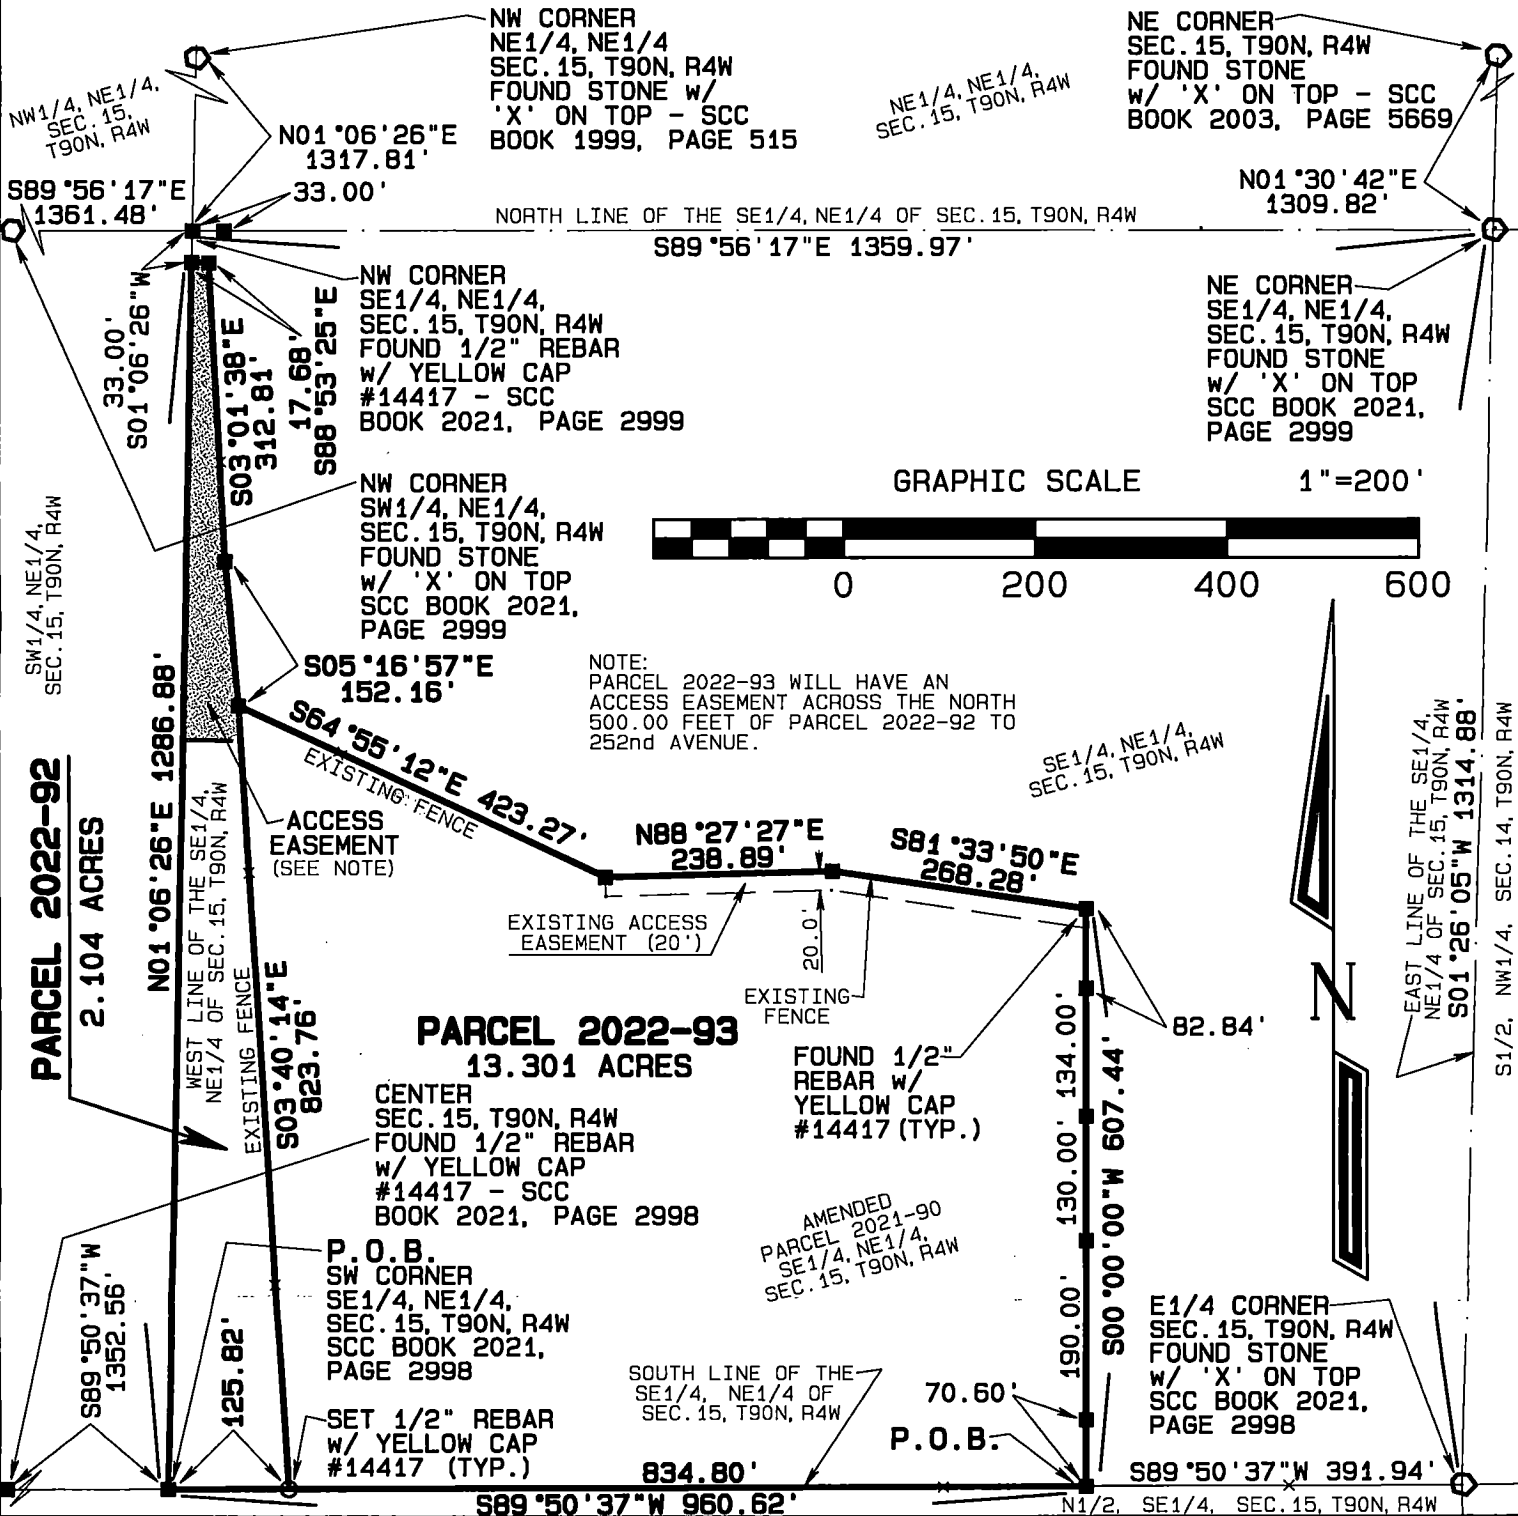 NW CORNER
NE1/4, NE1/4
SEC. 15, T90N, R4W
FOUND STONE w/
'X' ON TOP - SCC
BOOK 1999, PAGE 515
NE CORNER
SEC. 15, T90N, R4W
FOUND STONE
w/ 'X' ON TOP - SCC
BOOK 2003, PAGE 5669
NW1/4, NE1/4,
SEC. 15,
T90N, R4W
NE1/4, NE1/4,
SEC. 15, T90N, R4W
N01°06'26"E
1317.81'
S89°56'17"E
1361.48'
33.00'
N01°30'42"E
1309.82'
NORTH LINE OF THE SE1/4, NE1/4 OF SEC. 15, T90N, R4W
S89°56'17"E 1359.97'
33.00'
S01°06'26"W
NW CORNER
SE1/4, NE1/4,
SEC. 15, T90N, R4W
FOUND 1/2" REBAR
w/ YELLOW CAP
#14417 - SCC
BOOK 2021, PAGE 2999
NE CORNER
SE1/4, NE1/4,
SEC. 15, T90N, R4W
FOUND STONE
w/ 'X' ON TOP
SCC BOOK 2021,
PAGE 2999
S03°01'38"E
312.81'
17.68'
S88°53'25"E
NW CORNER
SW1/4, NE1/4,
SEC. 15, T90N, R4W
FOUND STONE
w/ 'X' ON TOP
SCC BOOK 2021,
PAGE 2999
GRAPHIC SCALE 1"=200'
0 200 400 600
SW1/4, NE1/4,
SEC. 15, T90N, R4W
S05°16'57"E
152.16'
NOTE:
PARCEL 2022-93 WILL HAVE AN
ACCESS EASEMENT ACROSS THE NORTH
500.00 FEET OF PARCEL 2022-92 TO
252nd AVENUE.
S64°55'12"E 423.27'
EXISTING FENCE
SE1/4, NE1/4,
SEC. 15, T90N, R4W
PARCEL 2022-92
2.104 ACRES
N01°06'26"E 1286.88'
WEST LINE OF THE SE1/4,
NE1/4 OF SEC. 15, T90N, R4W
ACCESS
EASEMENT
(SEE NOTE)
N88°27'27"E
238.89'
S81°33'50"E
268.28'
EXISTING ACCESS
EASEMENT (20')
20.0'
EXISTING
FENCE
EAST LINE OF THE SE1/4,
NE1/4 OF SEC. 15, T90N, R4W
S01°26'05"W 1314.88'
S1/2, NW1/4, SEC. 14, T90N, R4W
N
EXISTING FENCE
S03°40'14"E
823.76'
PARCEL 2022-93
13.301 ACRES
82.84'
134.00'
130.00'
190.00'
S00°00'00"W 607.44'
FOUND 1/2"
REBAR w/
YELLOW CAP
#14417 (TYP.)
CENTER
SEC. 15, T90N, R4W
FOUND 1/2" REBAR
w/ YELLOW CAP
#14417 - SCC
BOOK 2021, PAGE 2998
AMENDED
PARCEL 2021-90
SE1/4, NE1/4,
SEC. 15, T90N, R4W
P.O.B.
SW CORNER
SE1/4, NE1/4,
SEC. 15, T90N, R4W
SCC BOOK 2021,
PAGE 2998
S89°50'37"W
1352.56'
125.82'
E1/4 CORNER
SEC. 15, T90N, R4W
FOUND STONE
w/ 'X' ON TOP
SCC BOOK 2021,
PAGE 2998
SOUTH LINE OF THE
SE1/4, NE1/4 OF
SEC. 15, T90N, R4W
70.60'
P.O.B.
SET 1/2" REBAR
w/ YELLOW CAP
#14417 (TYP.)
834.80'
S89°50'37"W 960.62'
S89°50'37"W 391.94'
N1/2, SE1/4, SEC. 15, T90N, R4W